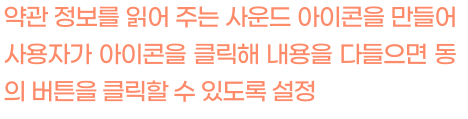 약관 정보를 읽어 주는 사운드 아이콘을 만들어
사용자가 아이콘을 클릭해 내용을 다들으면 동
의 버튼을 클릭할 수 있도록 설정